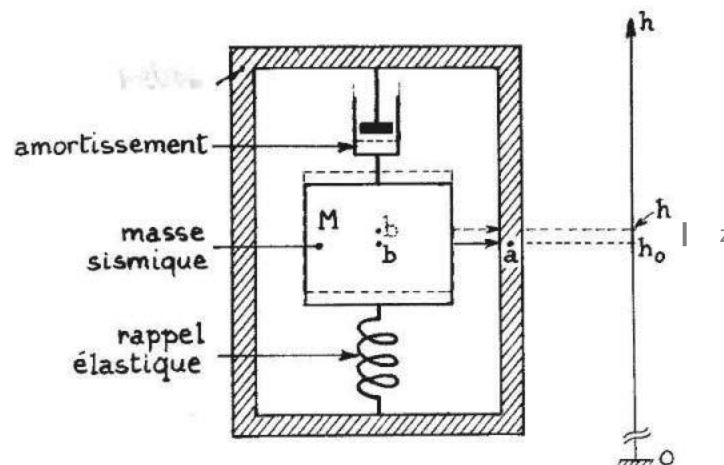 h
amortissement
M
b
h
masse
sismique
b
a
h₀
z
rappel
élastique
O